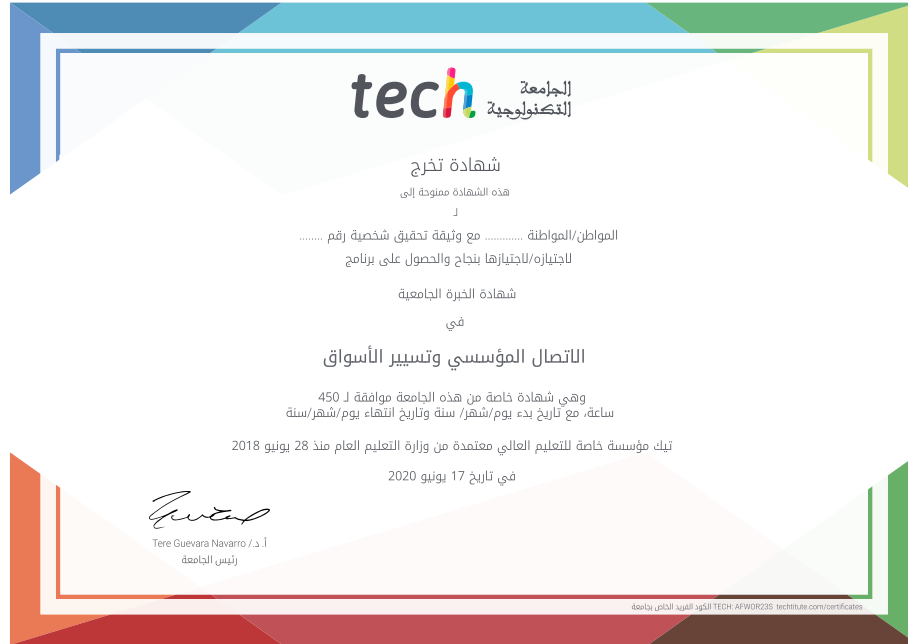 tech الجامعة
التكنولوجية
شهادة تخرج
هذه الشهادة ممنوحة إلى
لـ
المواطن/المواطنة ............. مع وثيقة تحقيق شخصية رقم ........
لاجتيازه/لاجتيازها بنجاح والحصول على برنامج
شهادة الخبرة الجامعية
في
الاتصال المؤسسي وتسيير الأسواق
وهي شهادة خاصة من هذه الجامعة موافقة لـ 450
ساعة، مع تاريخ بدء يوم/شهر/ سنة وتاريخ انتهاء يوم/شهر/سنة
تيك مؤسسة خاصة للتعليم العالي معتمدة من وزارة التعليم العام منذ 28 يونيو 2018
في تاريخ 17 يونيو 2020
أ. د./ Tere Guevara Navarro
رئيس الجامعة
الكود الفريد الخاص بجامعة TECH: AFWOR23S techtitute.com/certificates